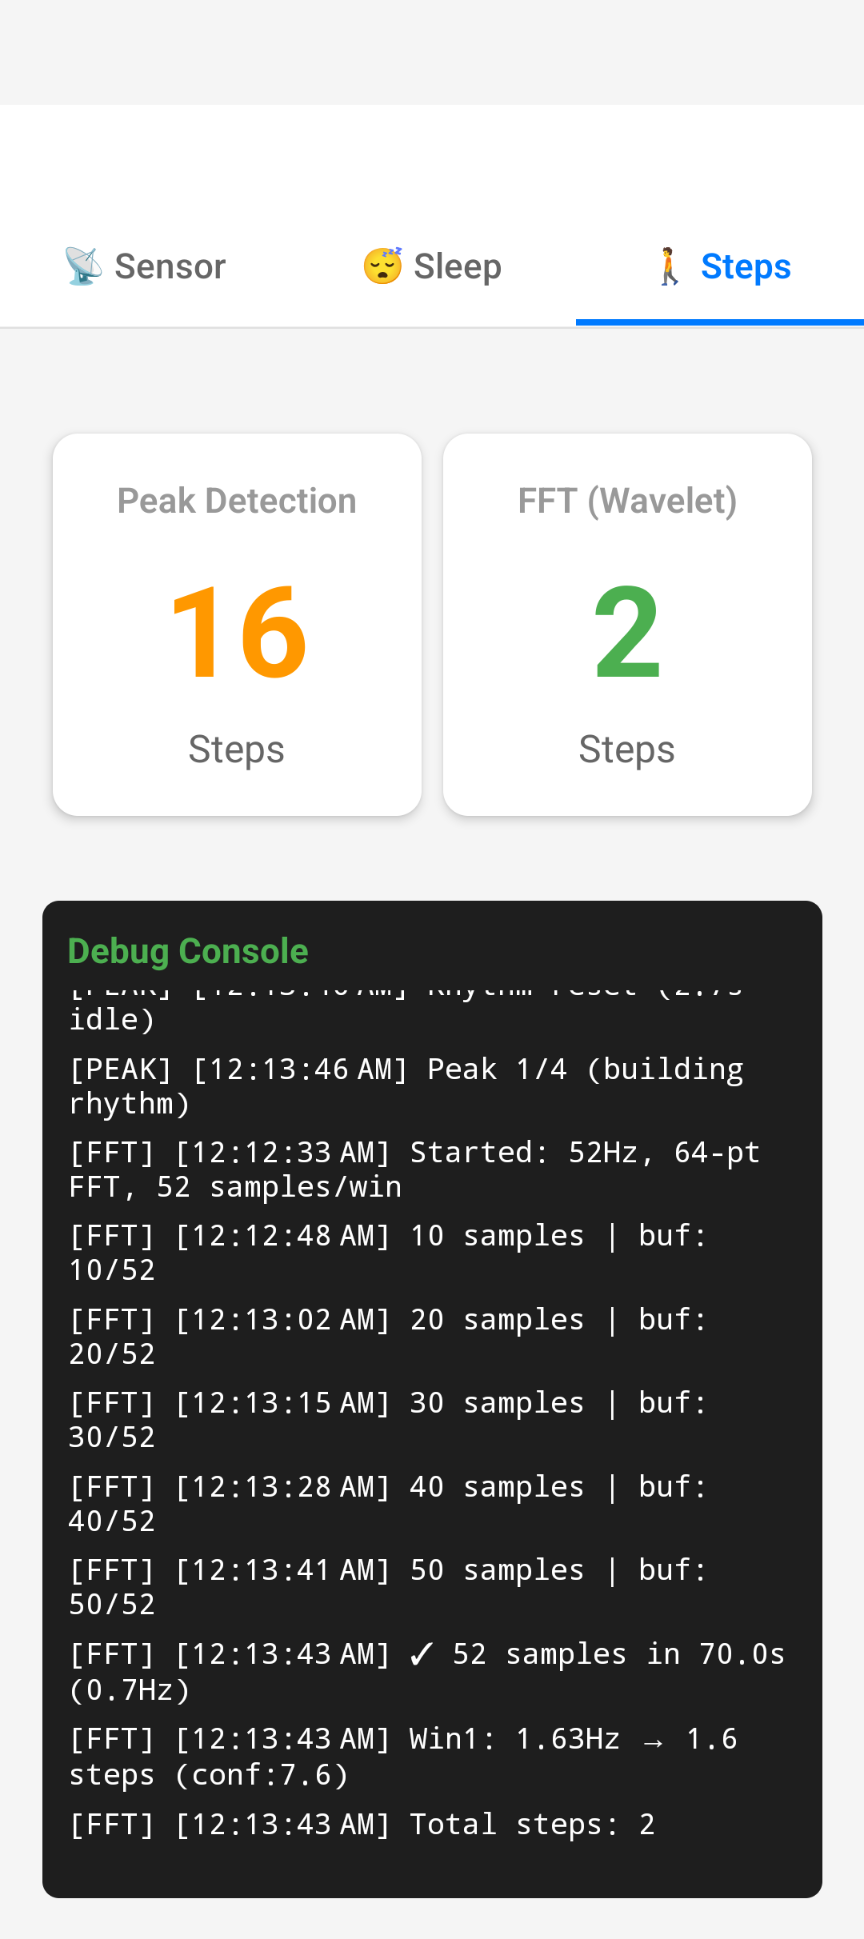 Sensor
Sleep
Steps
Peak Detection
16
Steps
FFT (Wavelet)
2
Steps
Debug Console
idle)
[PEAK] [12:13:46 AM] Peak 1/4 (building
rhythm)
[FFT] [12:12:33 AM] Started: 52Hz, 64-pt
FFT, 52 samples/win
[FFT] [12:12:48 AM] 10 samples | buf:
10/52
[FFT] [12:13:02 AM] 20 samples | buf:
20/52
[FFT] [12:13:15 AM] 30 samples | buf:
30/52
[FFT] [12:13:28 AM] 40 samples | buf:
40/52
[FFT] [12:13:41 AM] 50 samples | buf:
50/52
[FFT] [12:13:43 AM] ✓ 52 samples in 70.0s
(0.7Hz)
[FFT] [12:13:43 AM] Win1: 1.63Hz → 1.6
steps (conf:7.6)
[FFT] [12:13:43 AM] Total steps: 2